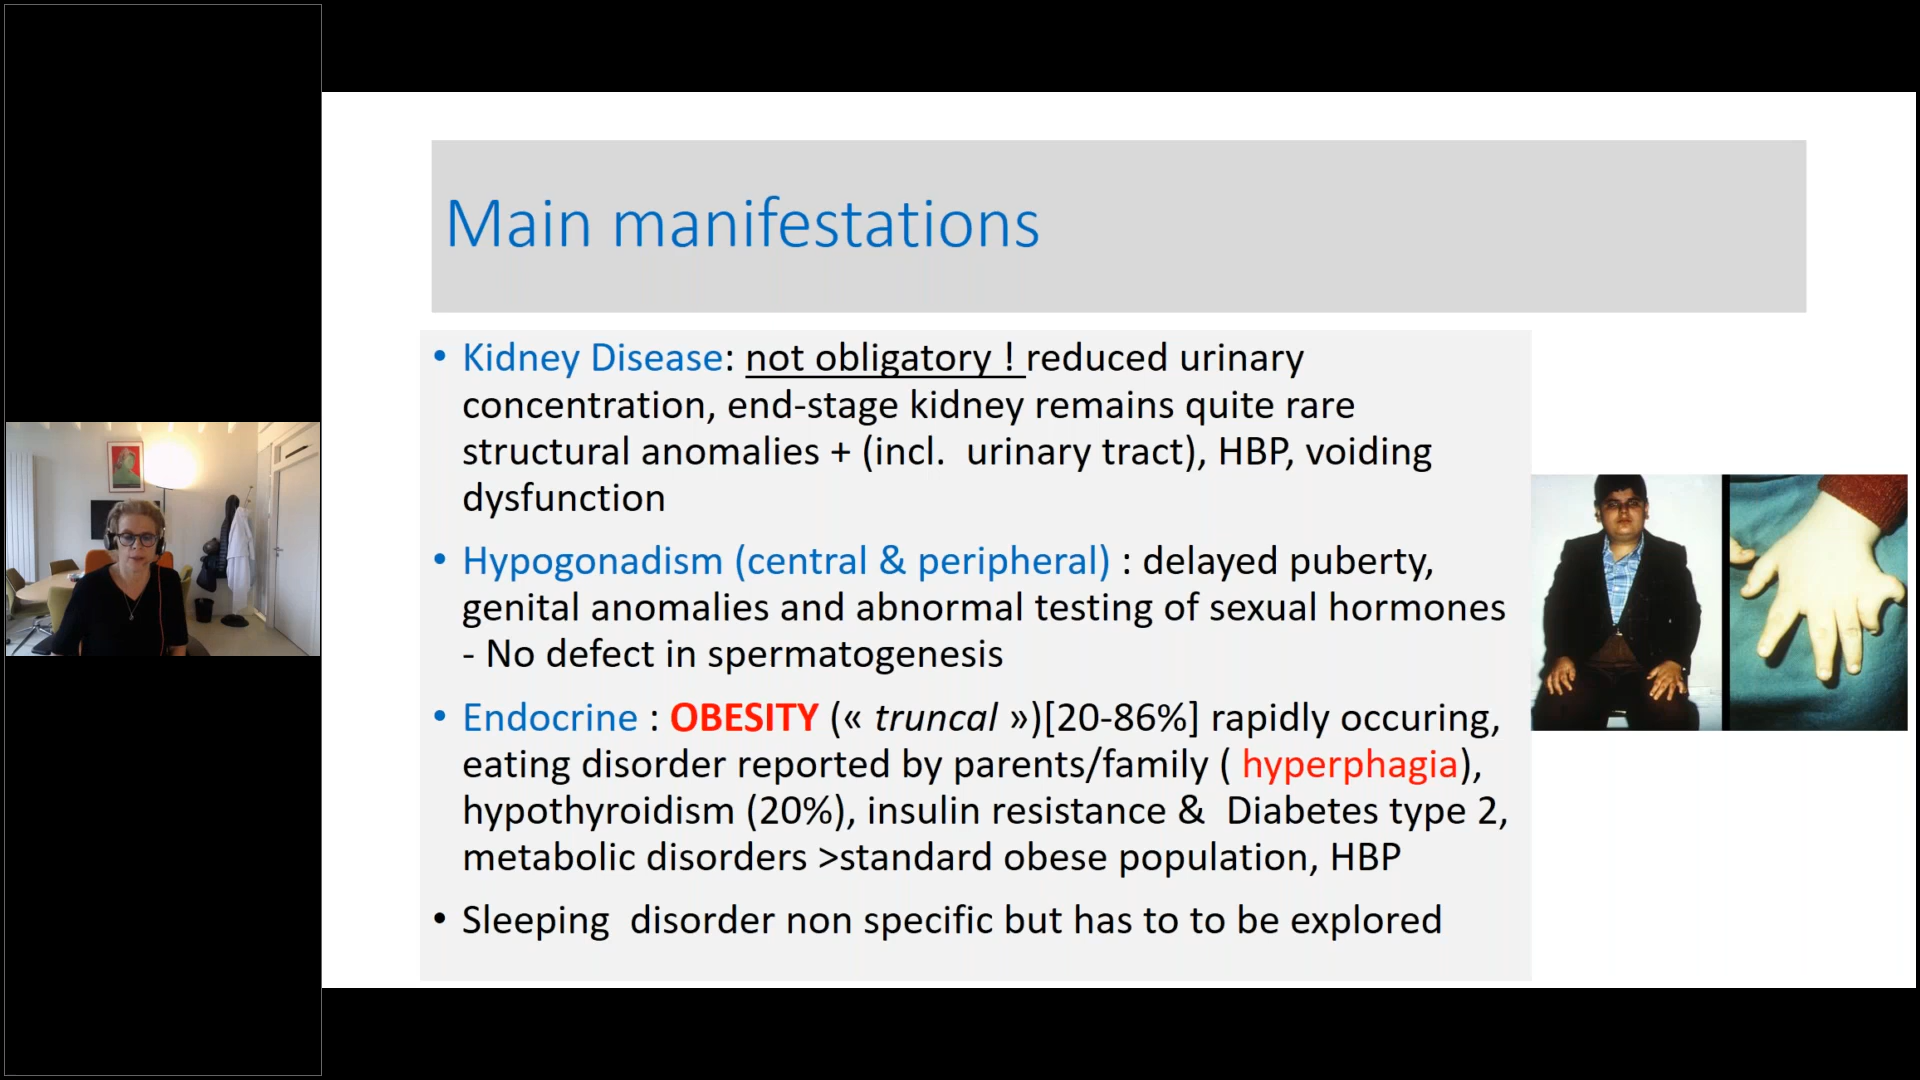 Main manifestations
• Kidney Disease: not obligatory ! reduced urinary
concentration, end-stage kidney remains quite rare
structural anomalies + (incl.  urinary tract), HBP, voiding
dysfunction
• Hypogonadism (central & peripheral) : delayed puberty,
genital anomalies and abnormal testing of sexual hormones
- No defect in spermatogenesis
• Endocrine : OBESITY (« truncal »)[20-86%] rapidly occuring,
eating disorder reported by parents/family ( hyperphagia),
hypothyroidism (20%), insulin resistance &  Diabetes type 2,
metabolic disorders >standard obese population, HBP
• Sleeping  disorder non specific but has to to be explored